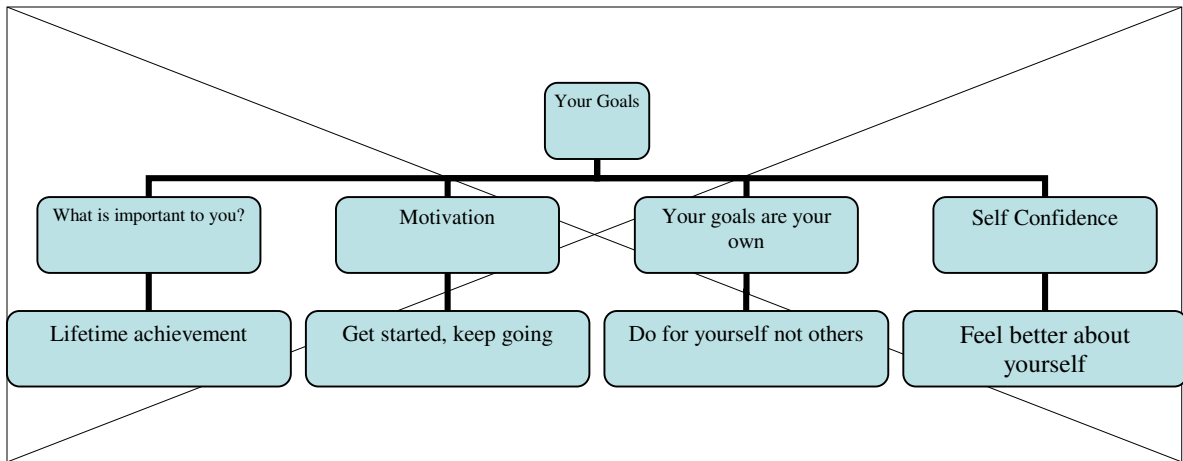 Your Goals
What is important to you?
Motivation
Your goals are your
own
Self Confidence
Lifetime achievement
Get started, keep going
Do for yourself not others
Feel better about
yourself